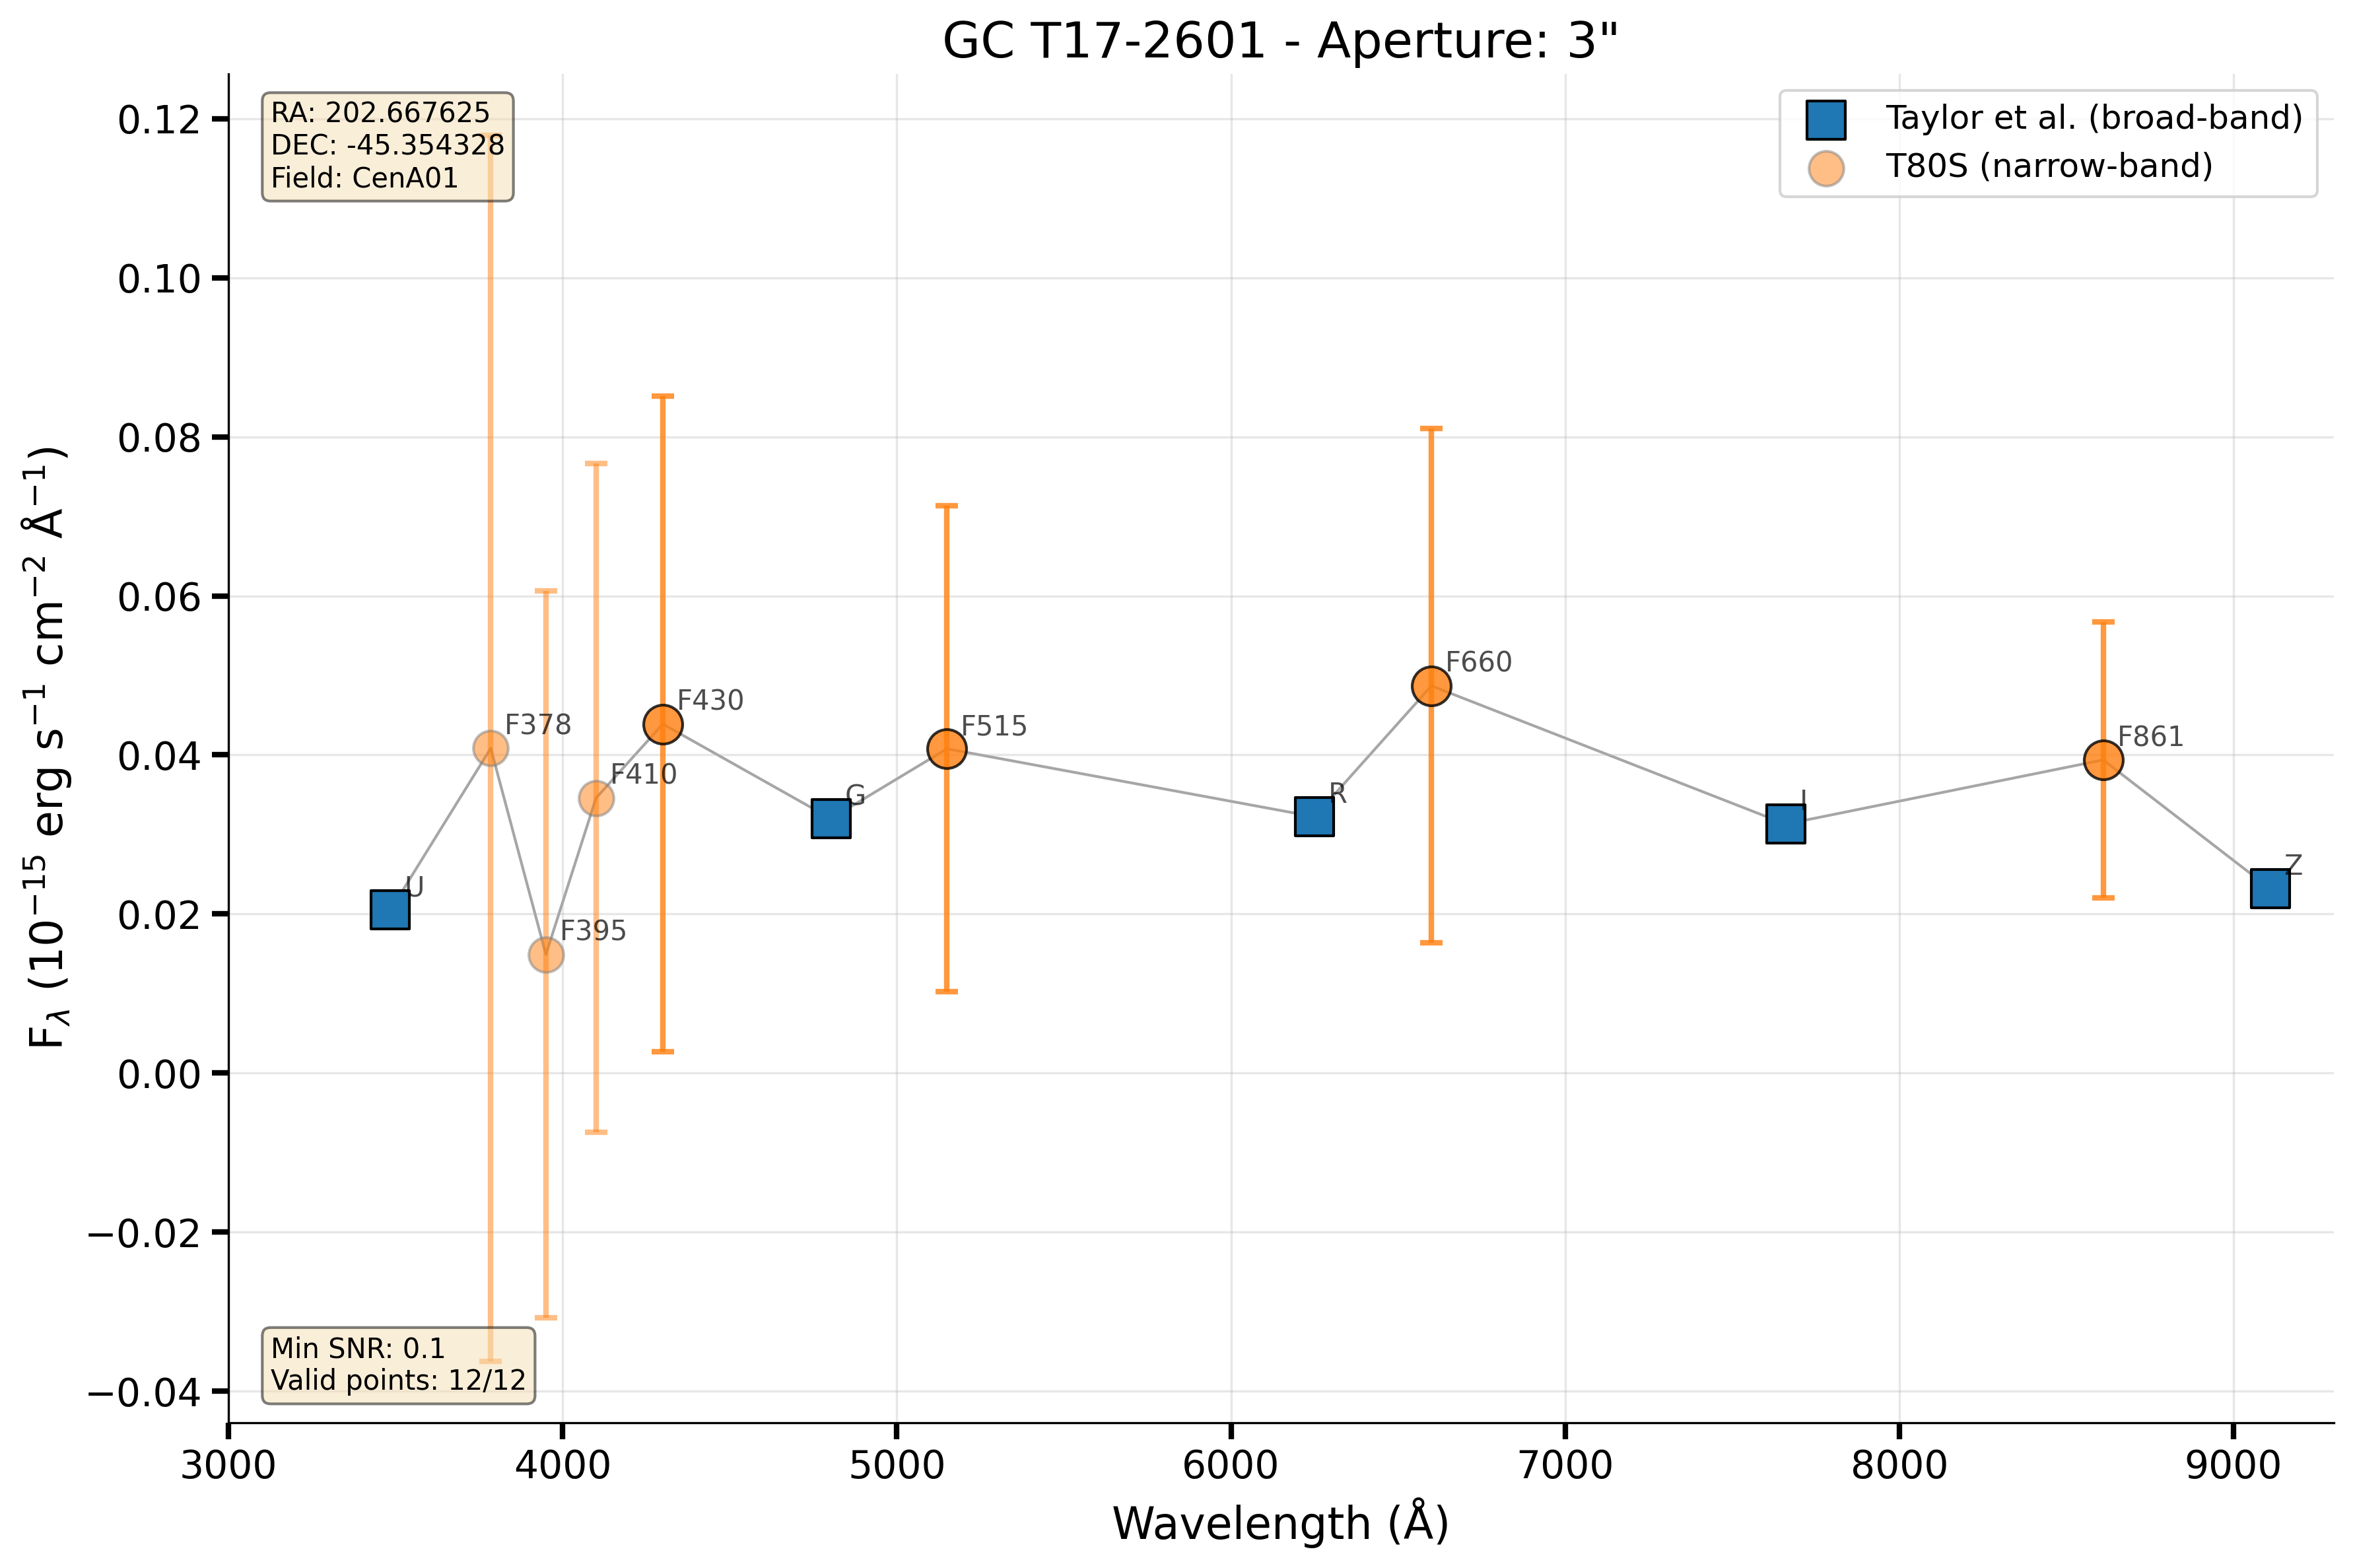 GC T17-2601 - Aperture: 3"
RA: 202.667625
DEC: -45.354328
Field: CenA01
Taylor et al. (broad-band)
T80S (narrow-band)
0.12
0.10
0.08
0.06
0.04
0.02
0.00
−0.02
−0.04
F_λ (10⁻¹⁵ erg s⁻¹ cm⁻² Å⁻¹)
U
F378
F395
F410
F430
G
F515
R
F660
I
F861
Z
Min SNR: 0.1
Valid points: 12/12
3000 4000 5000 6000 7000 8000 9000
Wavelength (Å)